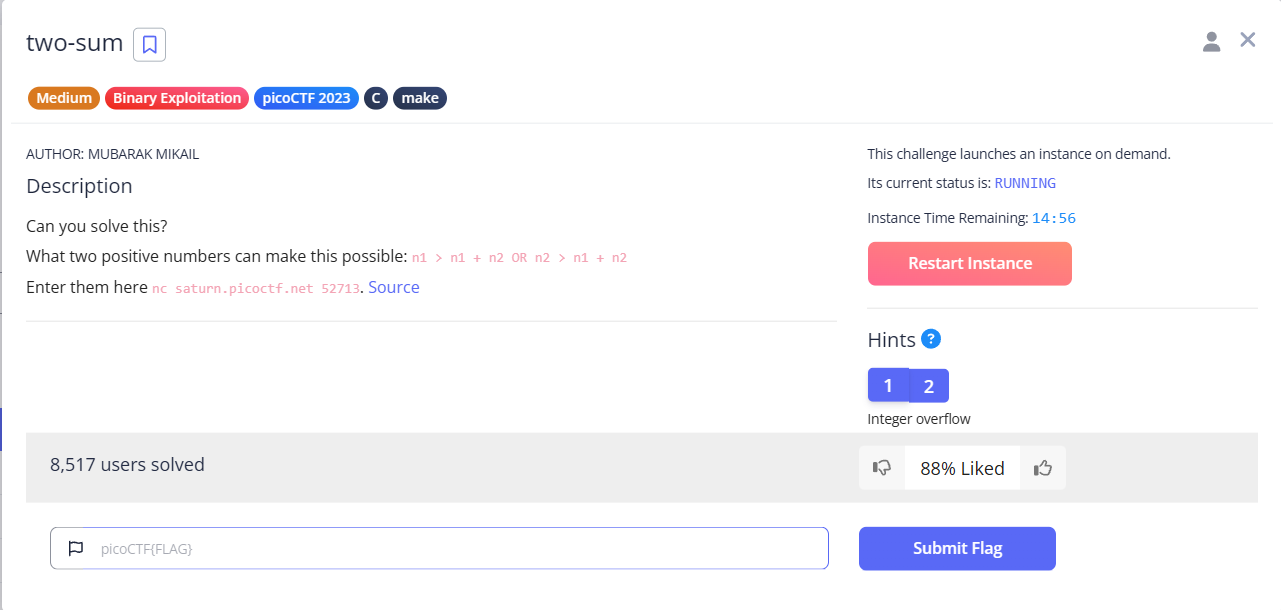 two-sum
Medium Binary Exploitation picoCTF 2023 C make
AUTHOR: MUBARAK MIKAIL
Description
Can you solve this?
What two positive numbers can make this possible: n1 > n1 + n2 OR n2 > n1 + n2
Enter them here nc saturn.picoctf.net 52713. Source
This challenge launches an instance on demand.
Its current status is: RUNNING
Instance Time Remaining: 14:56
Restart Instance
Hints ?
1 2
Integer overflow
8,517 users solved
88% Liked
picoCTF{FLAG}
Submit Flag